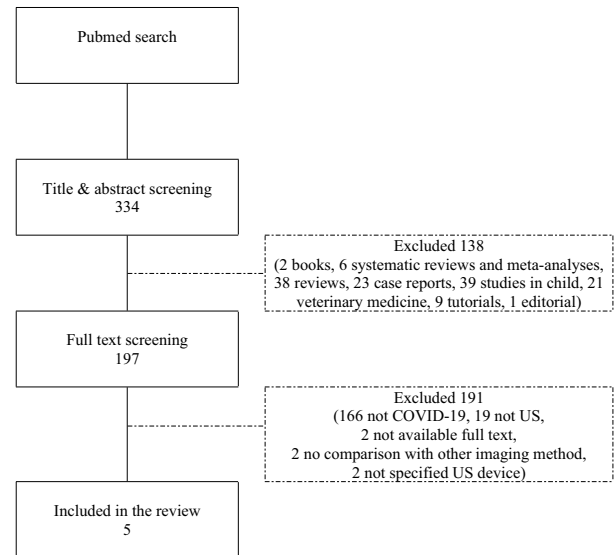 Pubmed search
Title & abstract screening
334
Excluded 138
(2 books, 6 systematic reviews and meta-analyses,
38 reviews, 23 case reports, 39 studies in child, 21
veterinary medicine, 9 tutorials, 1 editorial)
Full text screening
197
Excluded 191
(166 not COVID-19, 19 not US,
2 not available full text,
2 no comparison with other imaging method,
2 not specified US device)
Included in the review
5